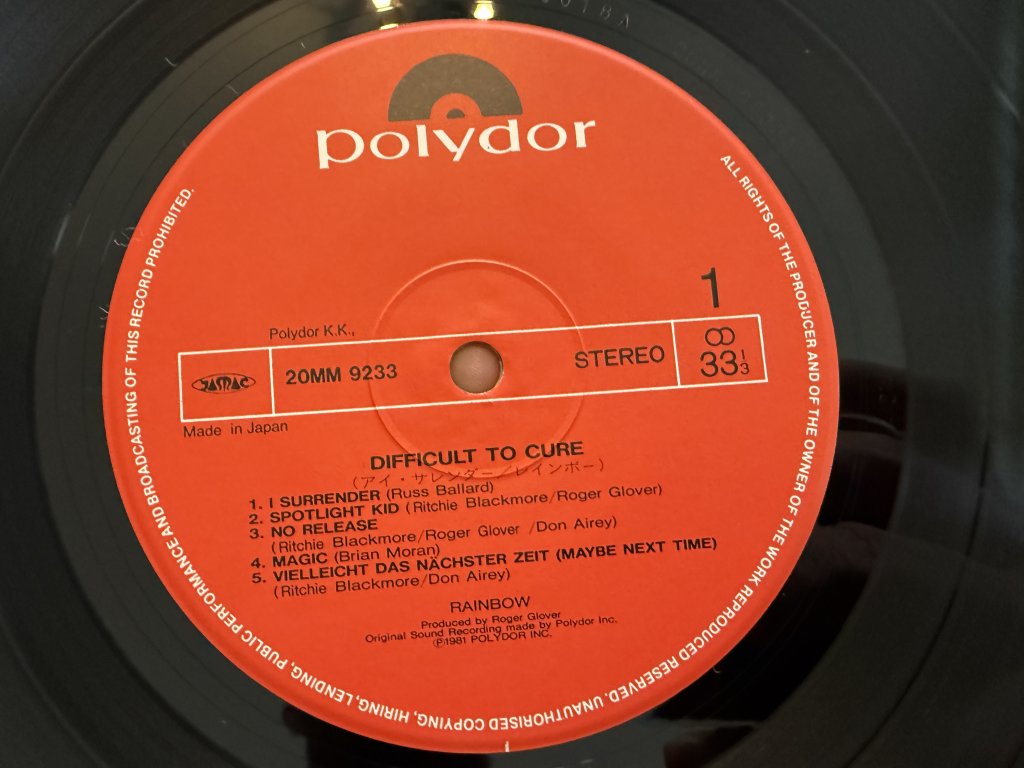 polydor
ALL RIGHTS OF THE PRODUCER AND OF THE OWNER OF THE WORK REPRODUCED RESERVED. UNAUTHORISED COPYING, HIRING, LENDING, PUBLIC PERFORMANCE AND BROADCASTING OF THIS RECORD PROHIBITED.
1
Polydor K.K.,
JASRAC
20MM 9233
STEREO
33 1/3
Made in Japan
DIFFICULT TO CURE
(アイ・サレンダー/レインボー)
1. I SURRENDER (Russ Ballard)
2. SPOTLIGHT KID (Ritchie Blackmore/Roger Glover)
3. NO RELEASE
(Ritchie Blackmore/Roger Glover /Don Airey)
4. MAGIC (Brian Moran)
5. VIELLEICHT DAS NÄCHSTER ZEIT (MAYBE NEXT TIME)
(Ritchie Blackmore/Don Airey)
RAINBOW
Produced by Roger Glover
Original Sound Recording made by Polydor Inc.
Ⓟ1981 POLYDOR INC.